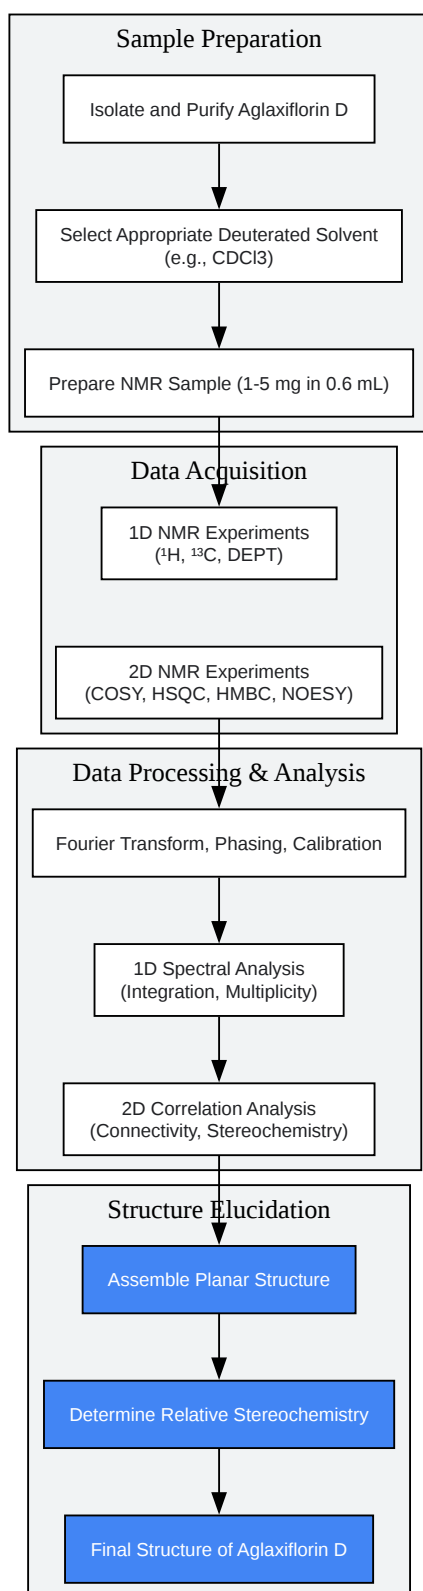 Sample Preparation
Isolate and Purify Aglaxiflorin D
Select Appropriate Deuterated Solvent
(e.g., CDCl3)
Prepare NMR Sample (1-5 mg in 0.6 mL)
Data Acquisition
1D NMR Experiments
(¹H, ¹³C, DEPT)
2D NMR Experiments
(COSY, HSQC, HMBC, NOESY)
Data Processing & Analysis
Fourier Transform, Phasing, Calibration
1D Spectral Analysis
(Integration, Multiplicity)
2D Correlation Analysis
(Connectivity, Stereochemistry)
Structure Elucidation
Assemble Planar Structure
Determine Relative Stereochemistry
Final Structure of Aglaxiflorin D